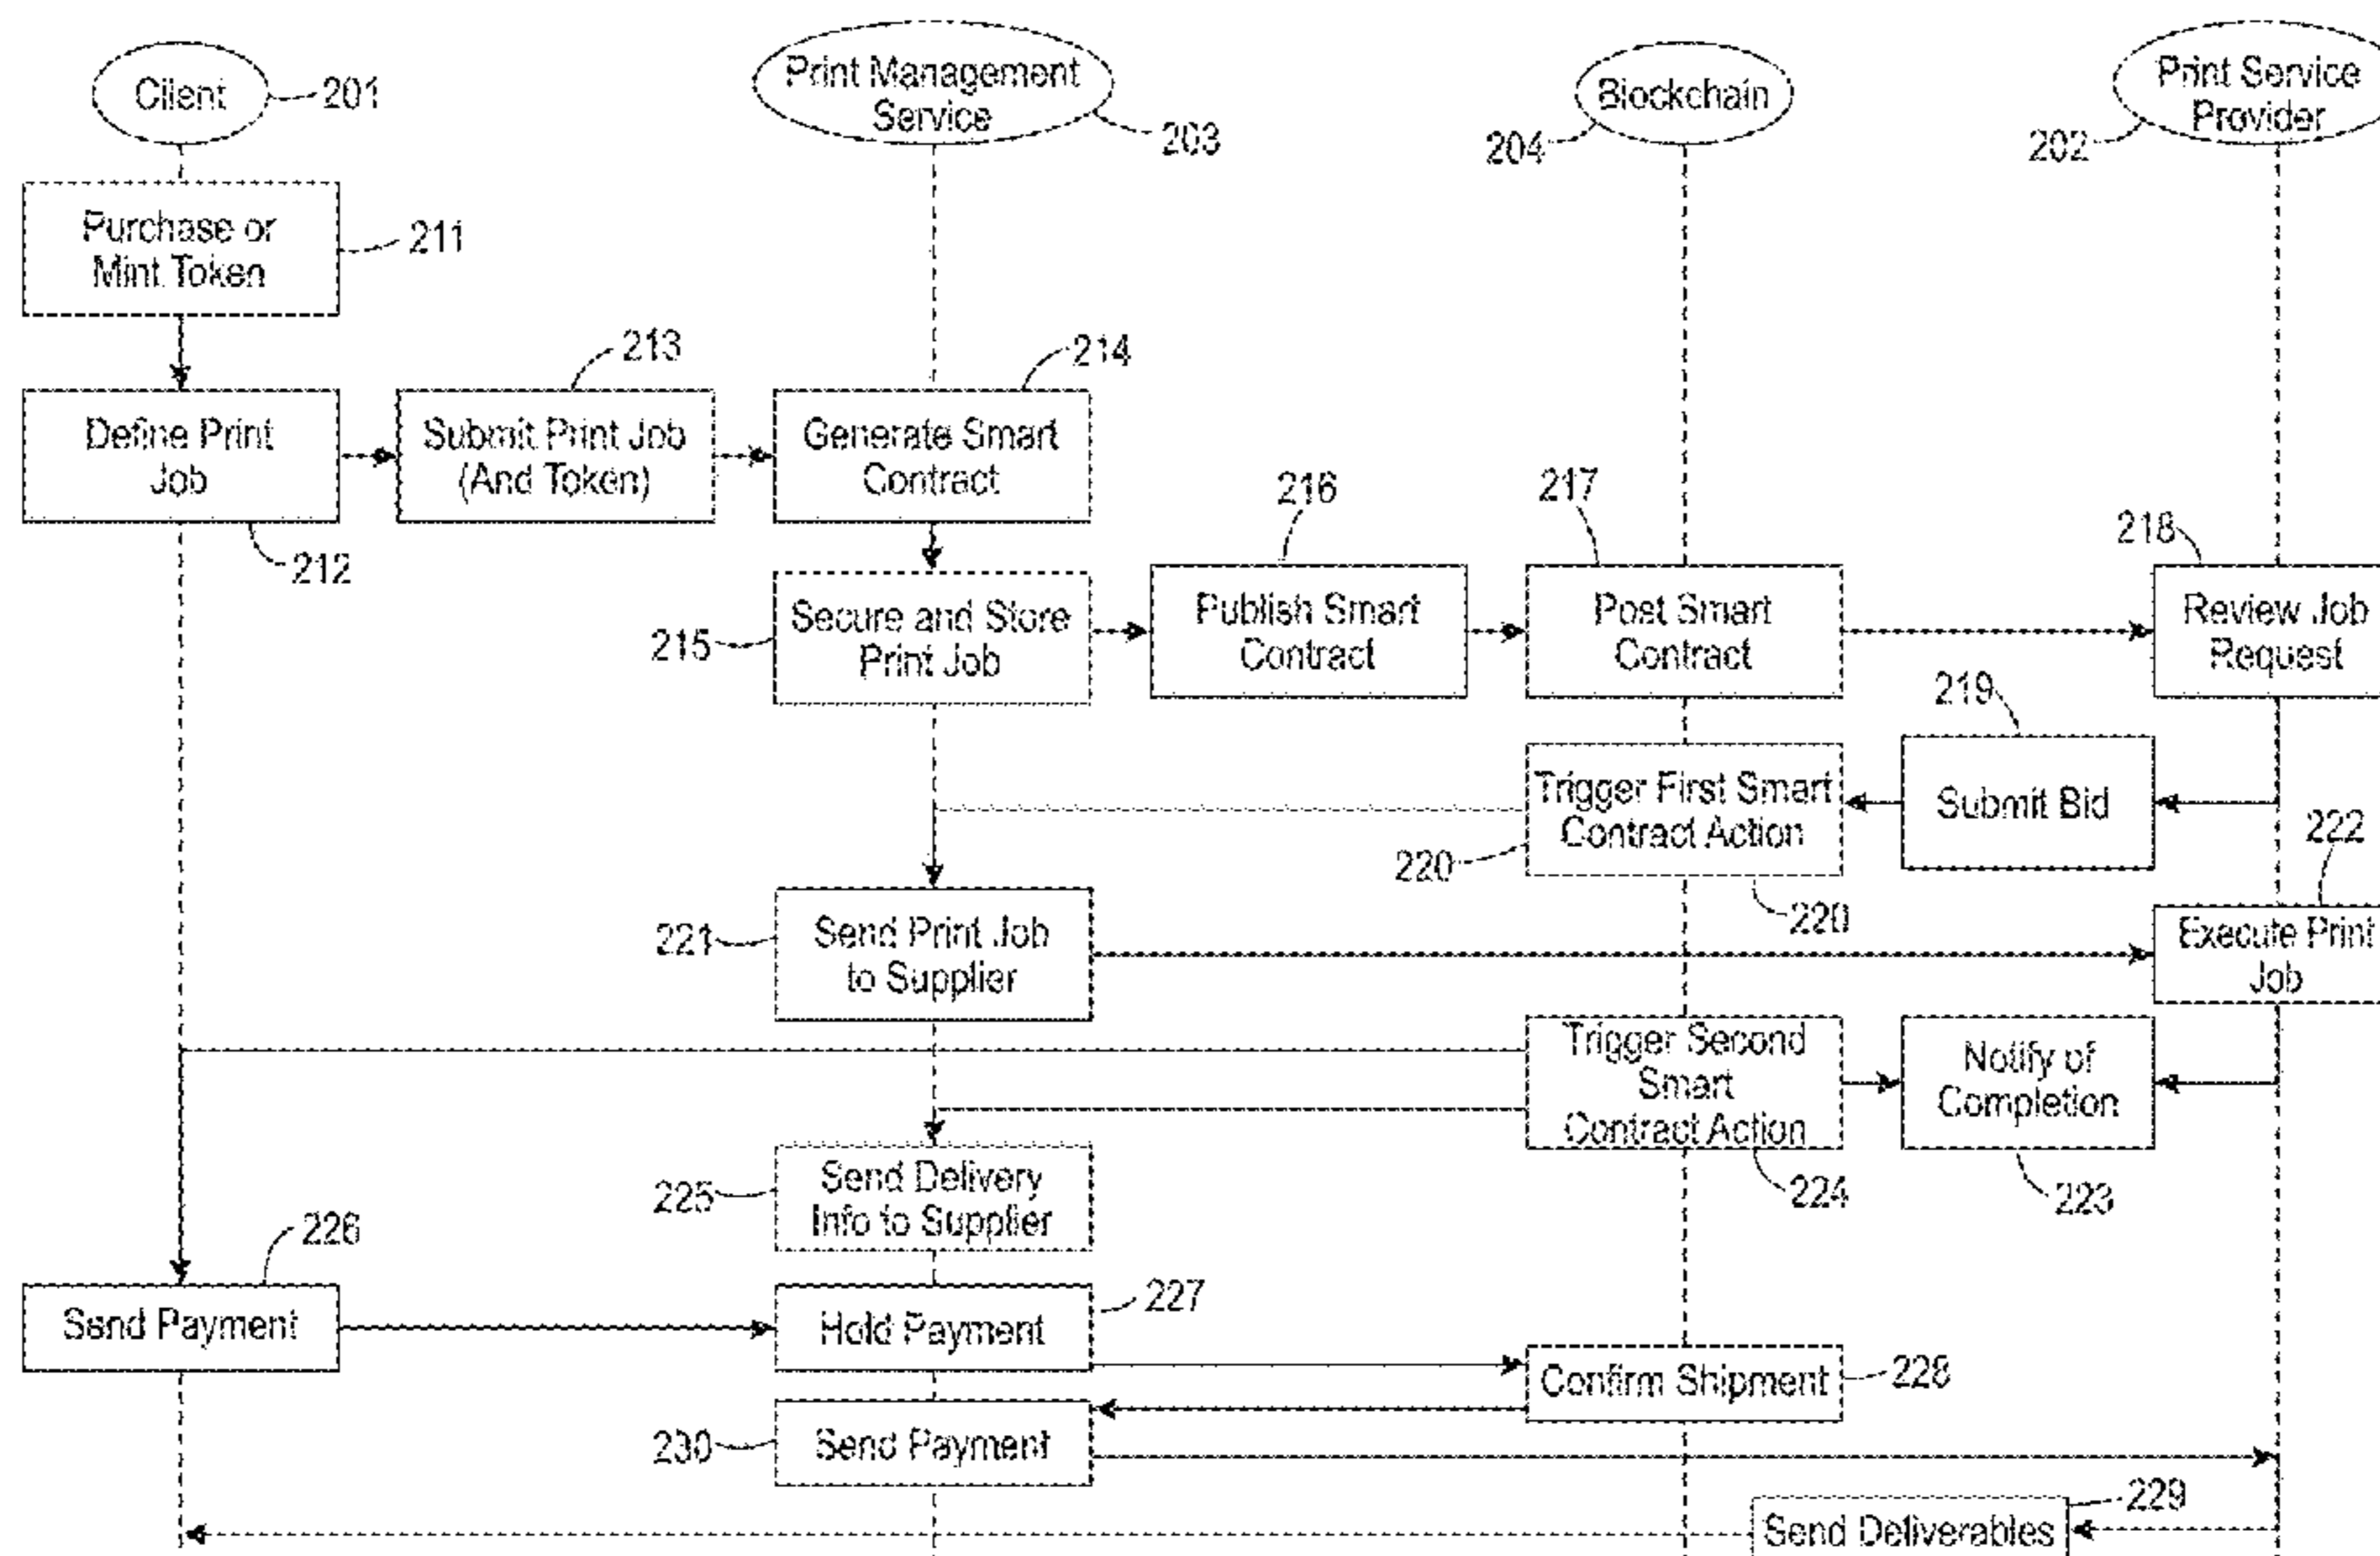 Client
201
Print Management
Service
203
Blockchain
204
Print Service
Provider
202
Purchase or
Mint Token
211
213
214
Define Print
Job
Submit Print Job
(And Token)
Generate Smart
Contract
212
216
217
218
Secure and Store
Print Job
215
Publish Smart
Contract
Post Smart
Contract
Review Job
Request
219
Trigger First Smart
Contract Action
Submit Bid
220
220
222
221
Send Print Job
to Supplier
Execute Print
Job
Trigger Second
Smart
Contract Action
Notify of
Completion
224
223
225
Send Delivery
Info to Supplier
226
Send Payment
Hold Payment
227
Confirm Shipment
228
230
Send Payment
229
Send Deliverables